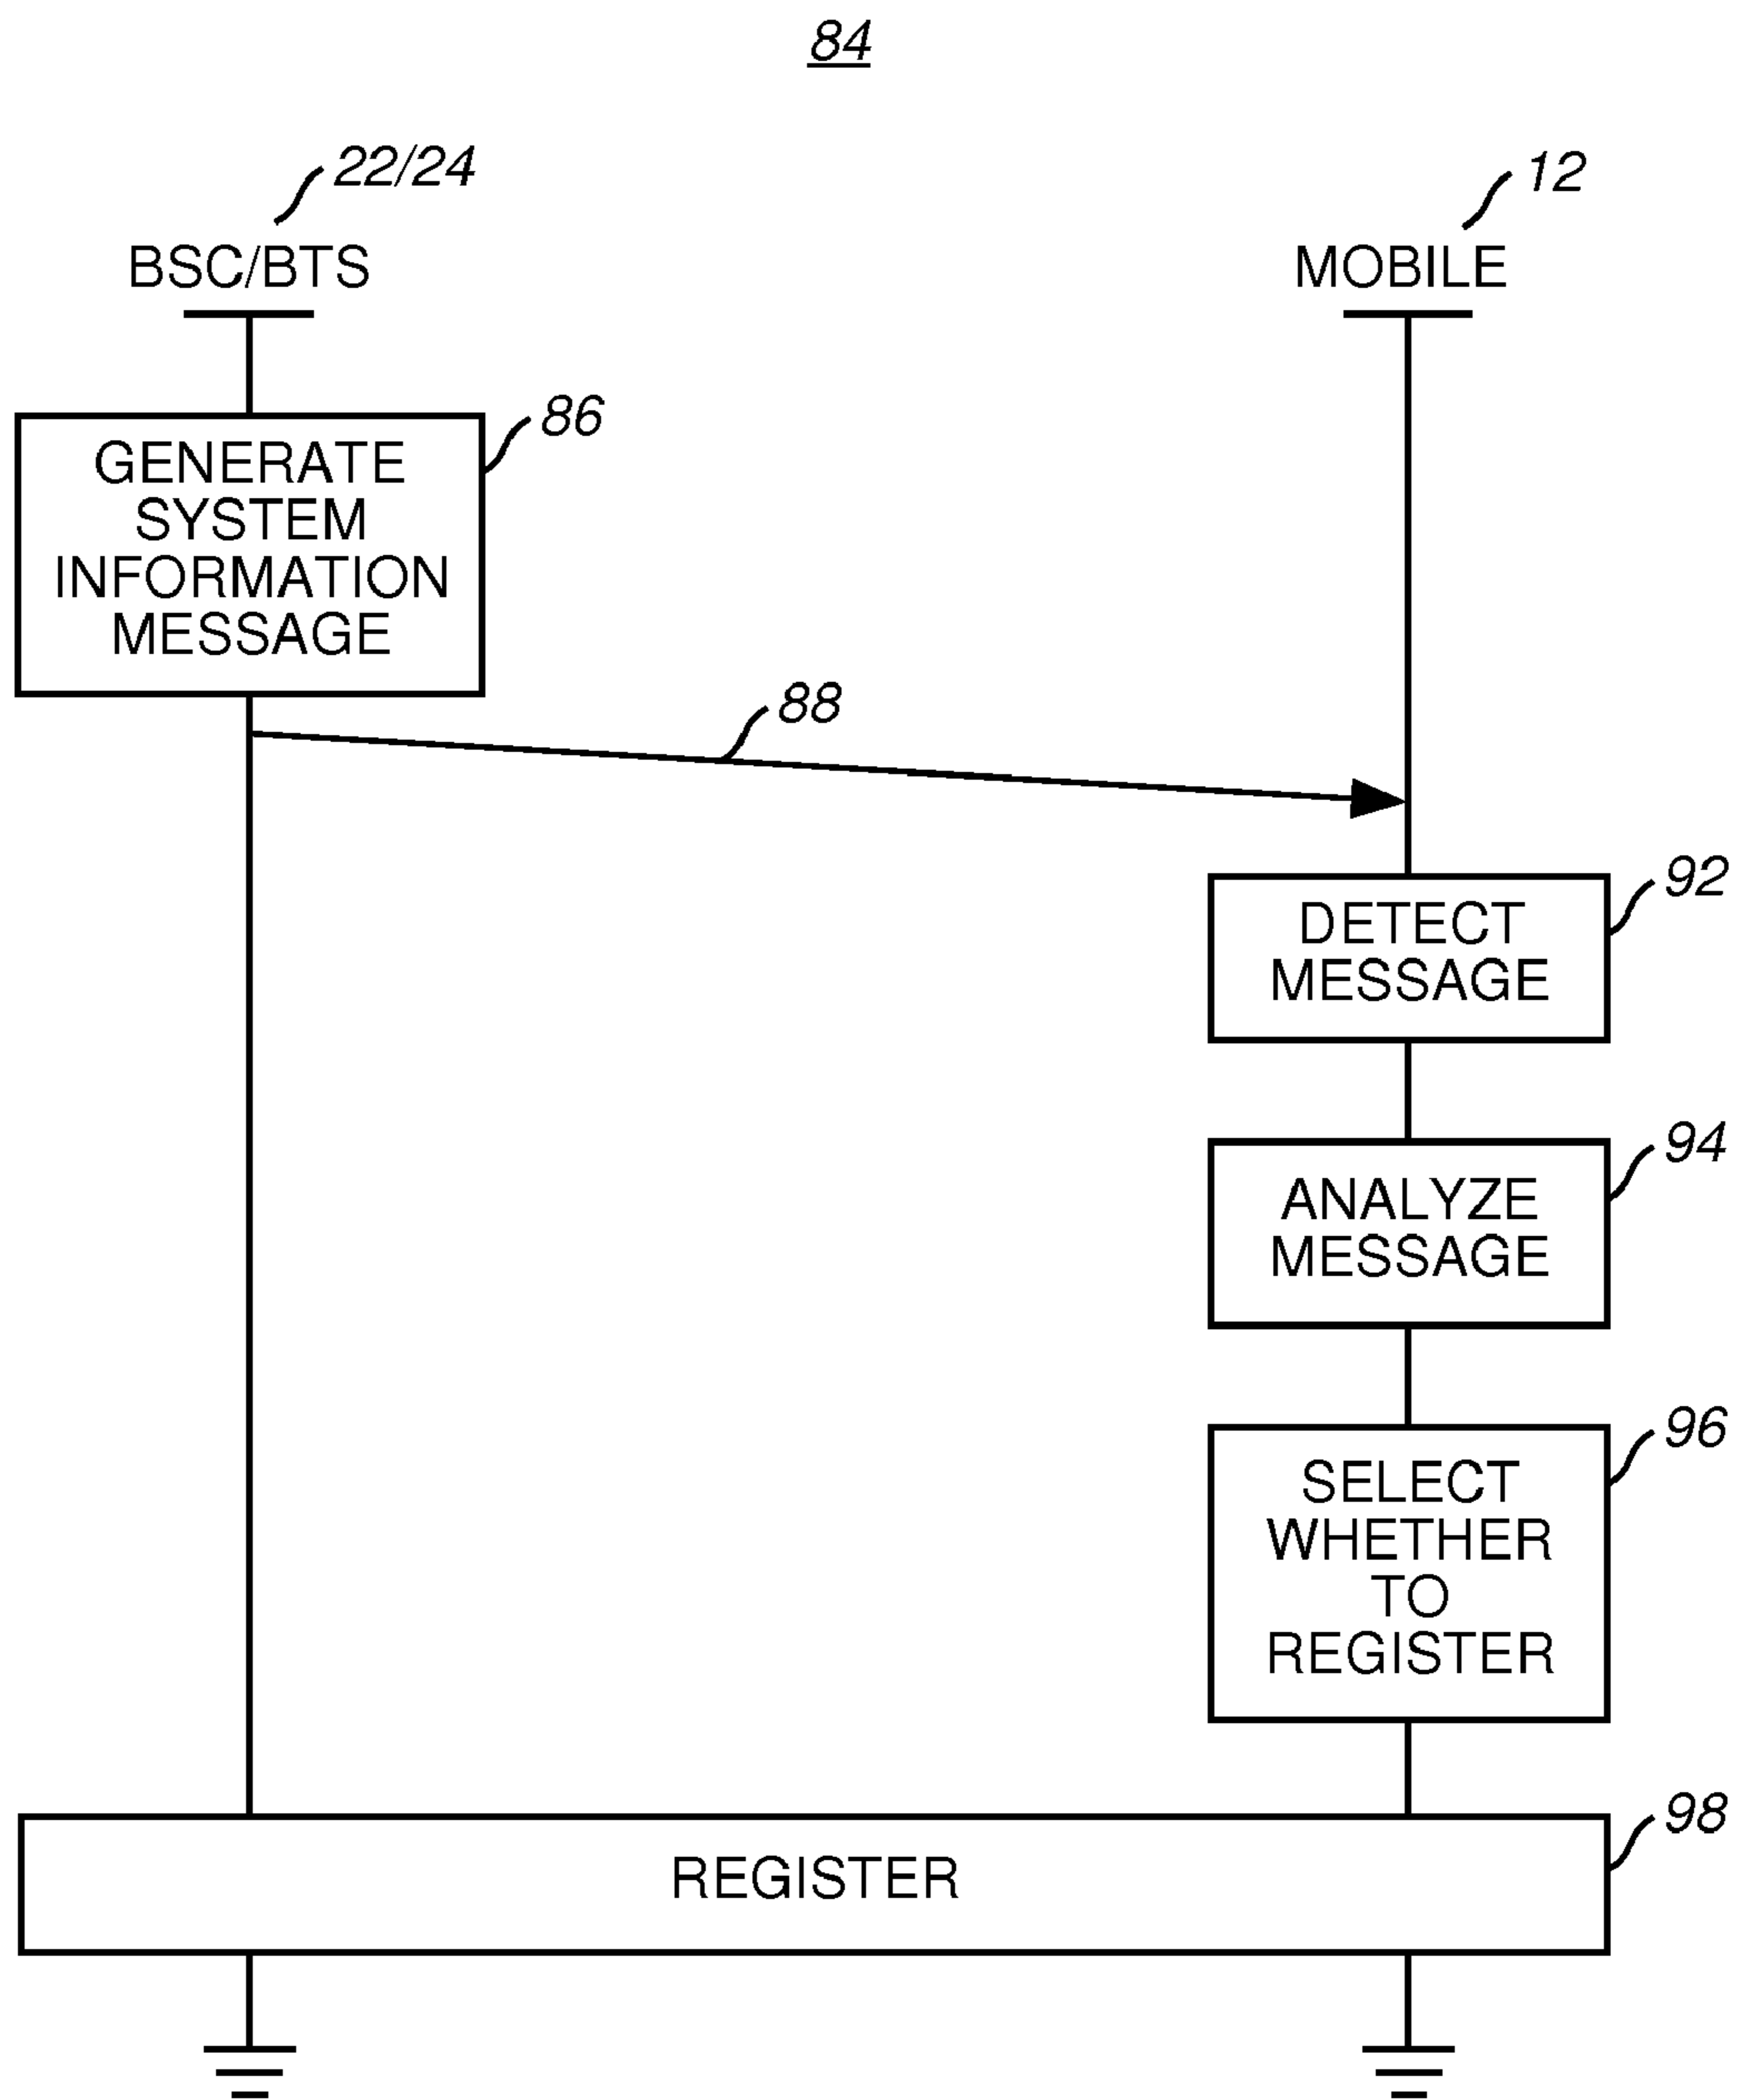 84
22/24
12
BSC/BTS
MOBILE
86
GENERATE
SYSTEM
INFORMATION
MESSAGE
88
92
DETECT
MESSAGE
94
ANALYZE
MESSAGE
96
SELECT
WHETHER
TO
REGISTER
98
REGISTER